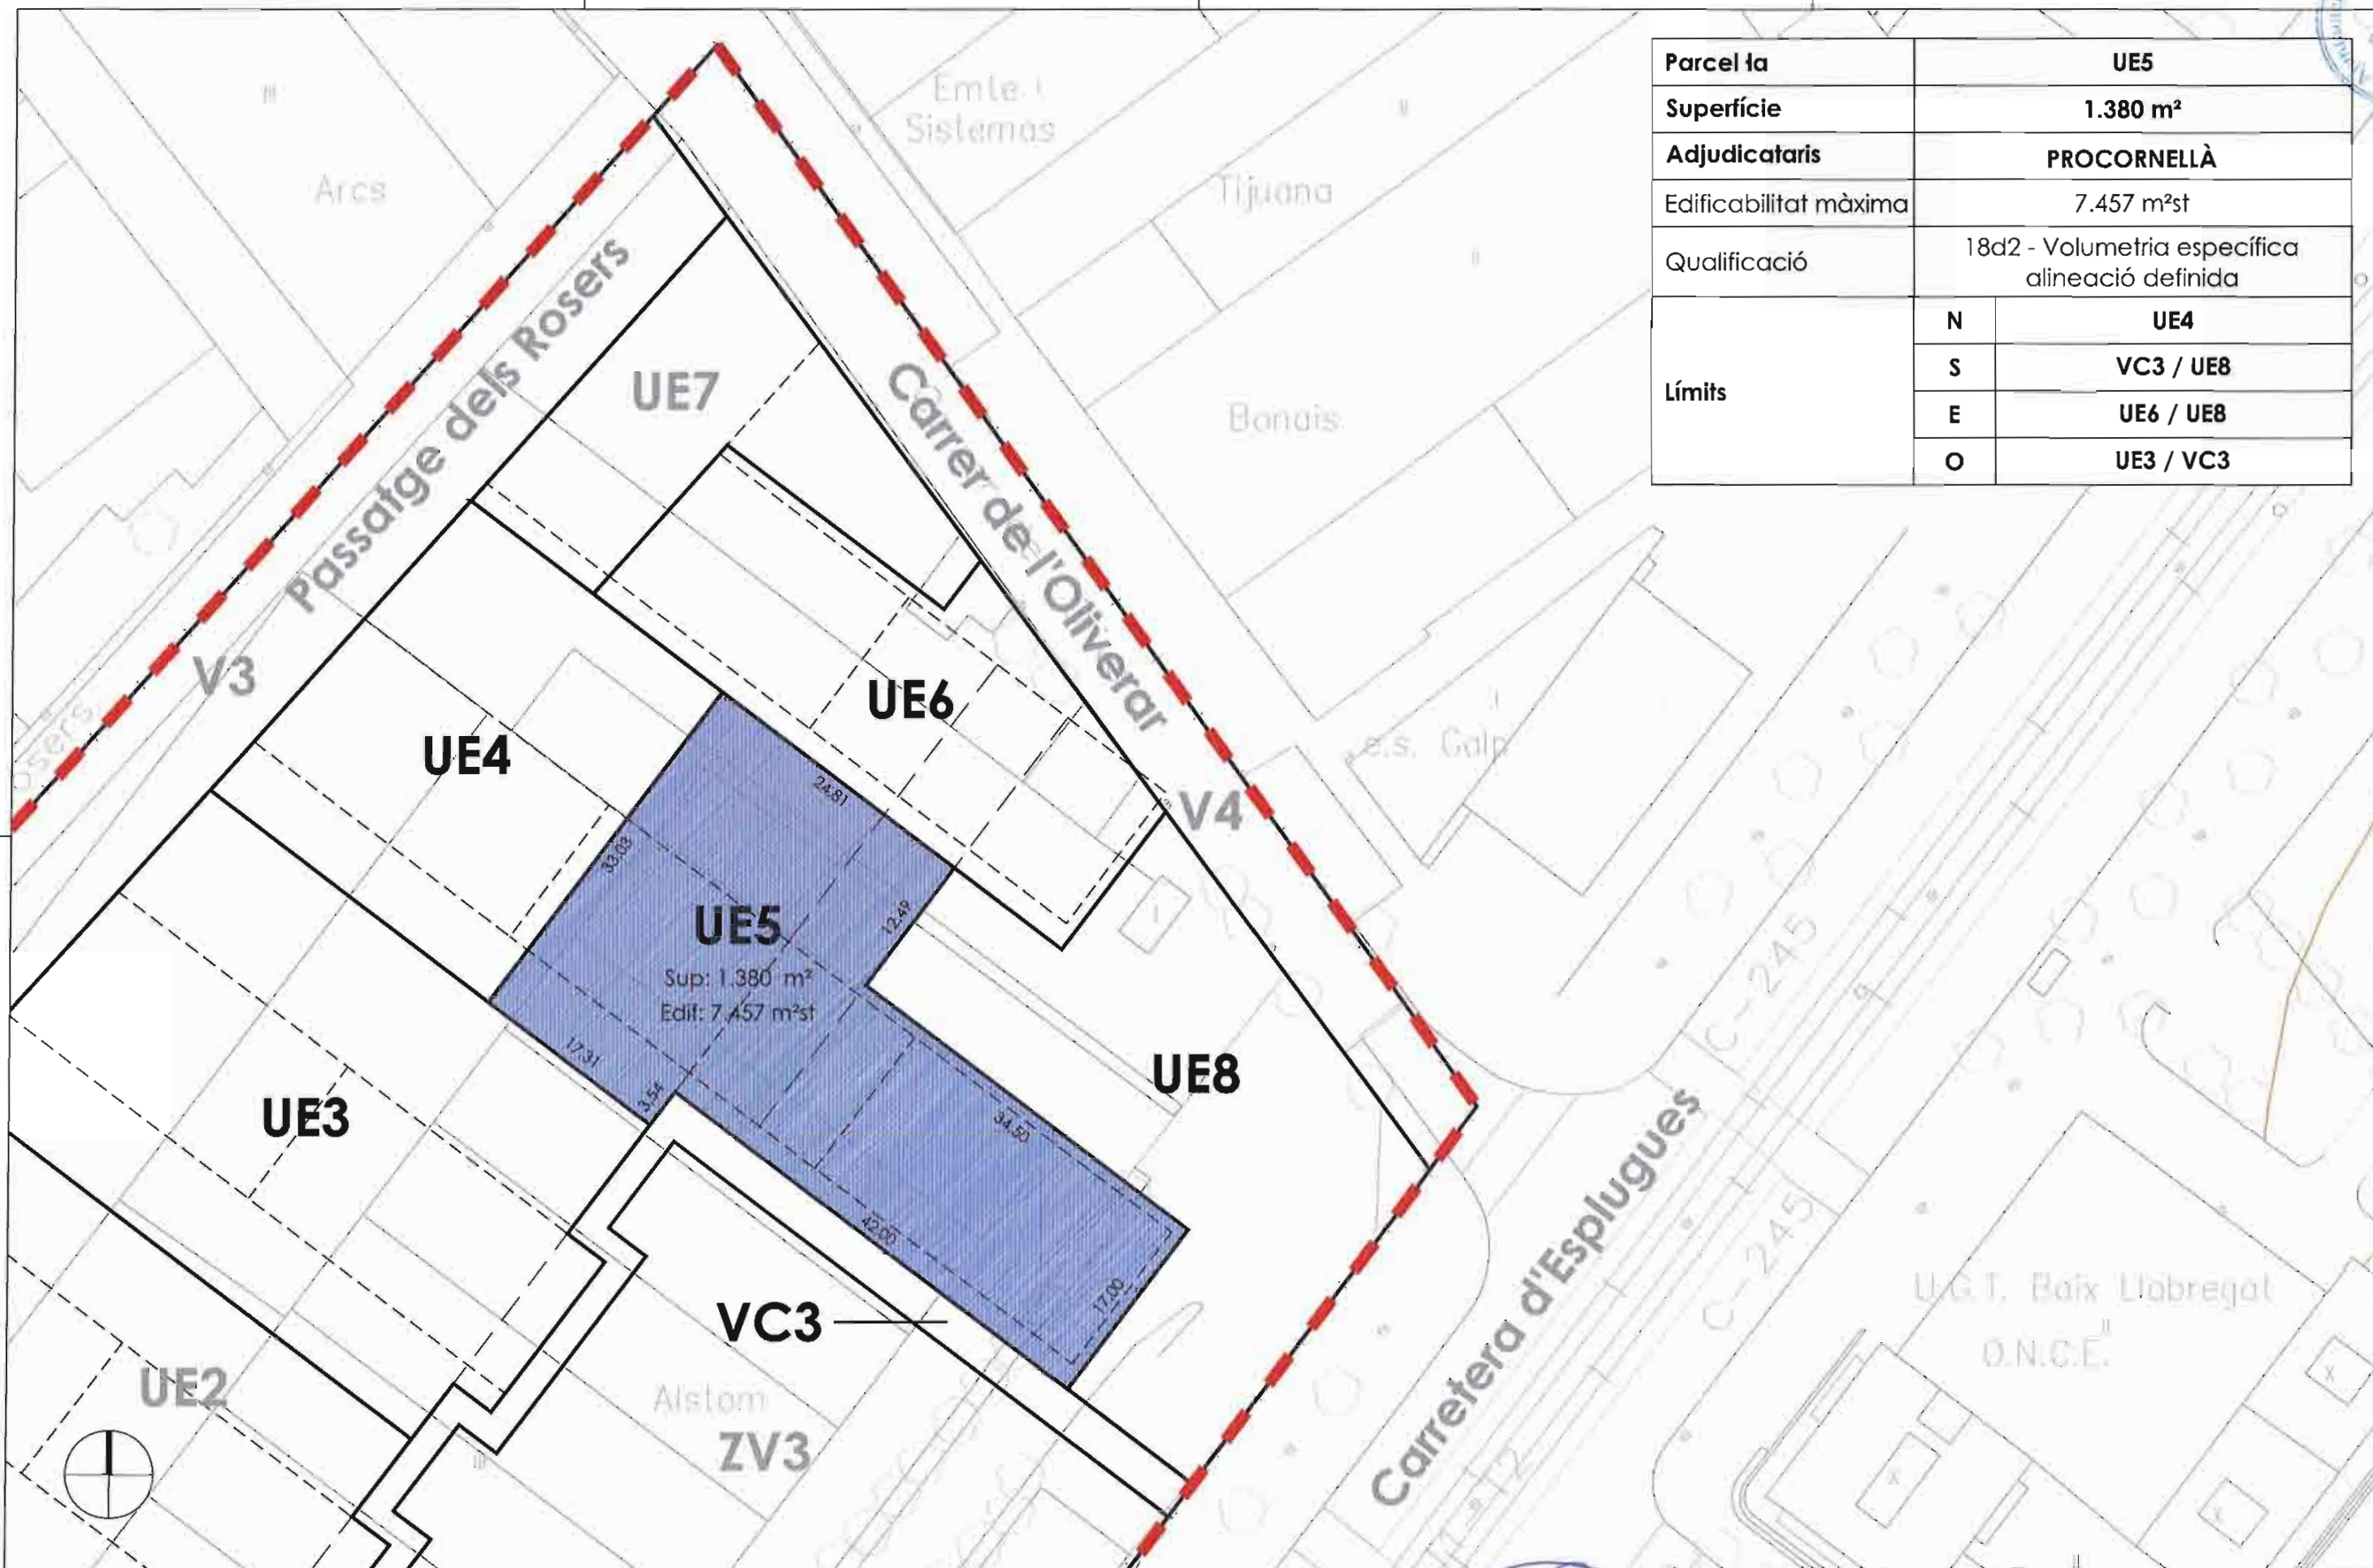 Parcel·la UE5
Superfície 1.380 m²
Adjudicataris PROCORNELLÀ
Edificabilitat màxima 7.457 m²st
Qualificació 18d2 - Volumetria específica
alineació definida
Límits
N UE4
S VC3 / UE8
E UE6 / UE8
O UE3 / VC3
Emte i
Sistemas
Arcs
Tijuana
Bonais
Passatge dels Rosers
UE7
Carrer de l'Oliverar
V3
UE6
UE4
e.s. Galp
V4
24.81
33.03
12.49
UE5
Sup: 1.380 m²
Edif: 7.457 m²st
17.31
3.54
34.50
42.00
17.00
UE8
UE3
C-245
C-245
Carretera d'Esplugues
VC3
UE2
Alstom
ZV3
U.G.T. Baix Llobregat
O.N.C.E.